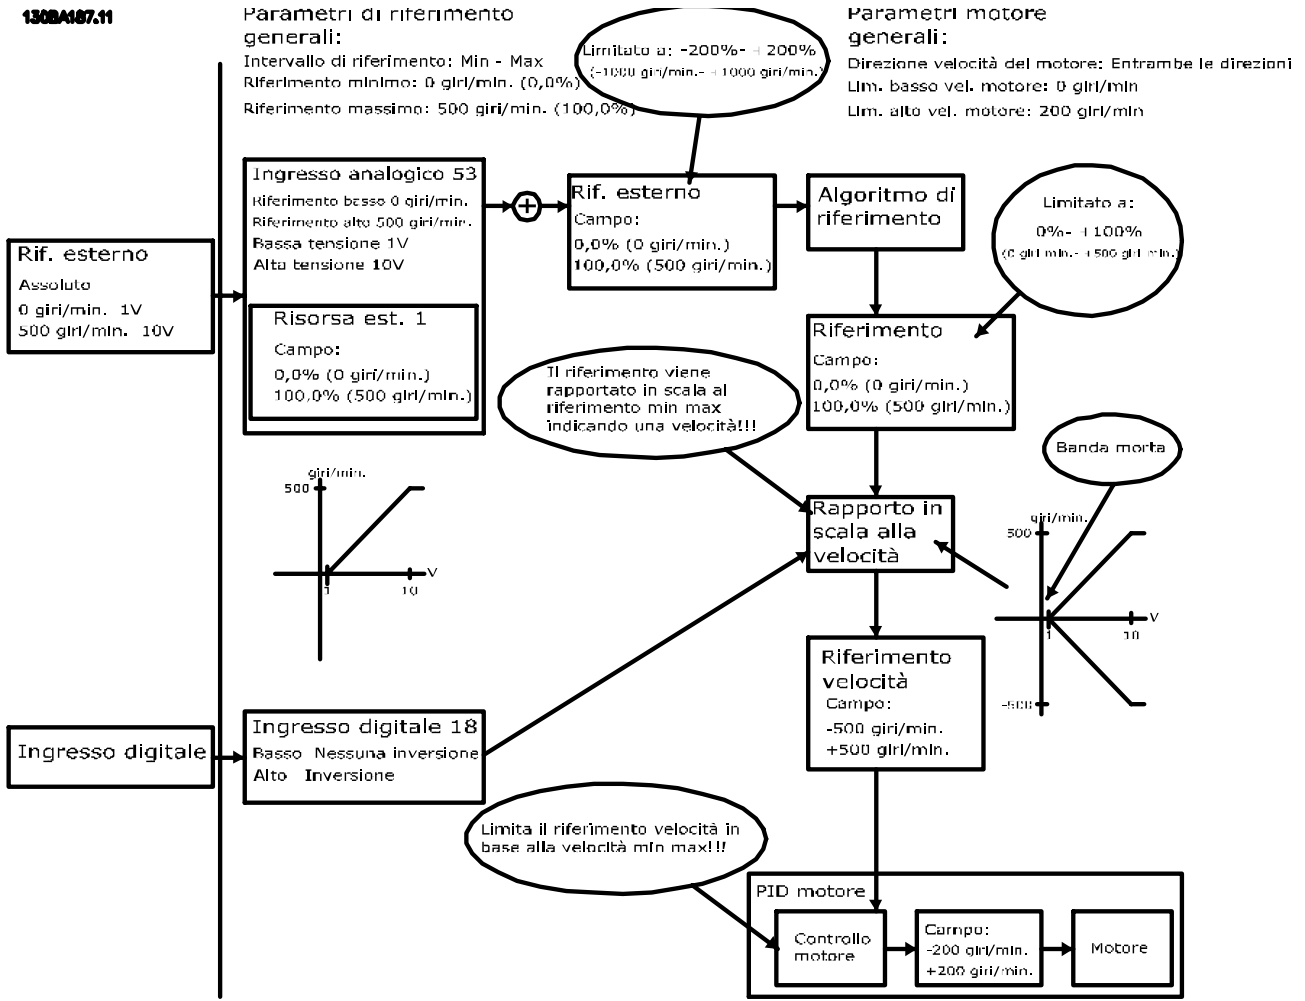 130BA187.11
Parametri di riferimento
generali:
Intervallo di riferimento: Min - Max
Riferimento minimo: 0 giri/min. (0,0%)
Riferimento massimo: 500 giri/min. (100,0%)
Limitato a: -200%- +200%
(-1000 giri/min.- +1000 giri/min.)
Parametri motore
generali:
Direzione velocità del motore: Entrambe le direzioni
Lim. basso vel. motore: 0 giri/min
Lim. alto vel. motore: 200 giri/min
Rif. esterno
Assoluto
0 giri/min. 1V
500 giri/min. 10V
Ingresso analogico 53
Riferimento basso 0 giri/min.
Riferimento alto 500 giri/min.
Bassa tensione 1V
Alta tensione 10V
Risorsa est. 1
Campo:
0,0% (0 giri/min.)
100,0% (500 giri/min.)
Rif. esterno
Campo:
0,0% (0 giri/min.)
100,0% (500 giri/min.)
Algoritmo di
riferimento
Limitato a:
0%- +100%
(0 giri min.- +500 giri min.)
Riferimento
Campo:
0,0% (0 giri/min.)
100,0% (500 giri/min.)
Il riferimento viene
rapportato in scala al
riferimento min max
indicando una velocità!!!
Banda morta
giri/min.
500
V
1
10
Rapporto in
scala alla
velocità
giri/min.
500
V
1
10
-500
Riferimento
velocità
Campo:
-500 giri/min.
+500 giri/min.
Ingresso digitale
Ingresso digitale 18
Basso Nessuna inversione
Alto Inversione
Limita il riferimento velocità in
base alla velocità min max!!!
PID motore
Controllo
motore
Campo:
-200 giri/min.
+200 giri/min.
Motore